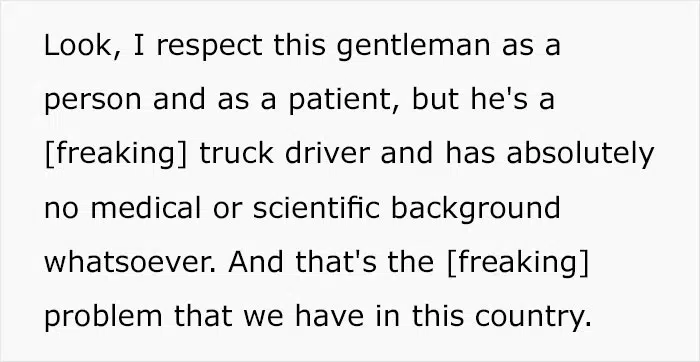 Look, I respect this gentleman as a
person and as a patient, but he's a
[freaking] truck driver and has absolutely
no medical or scientific background
whatsoever. And that's the [freaking]
problem that we have in this country.